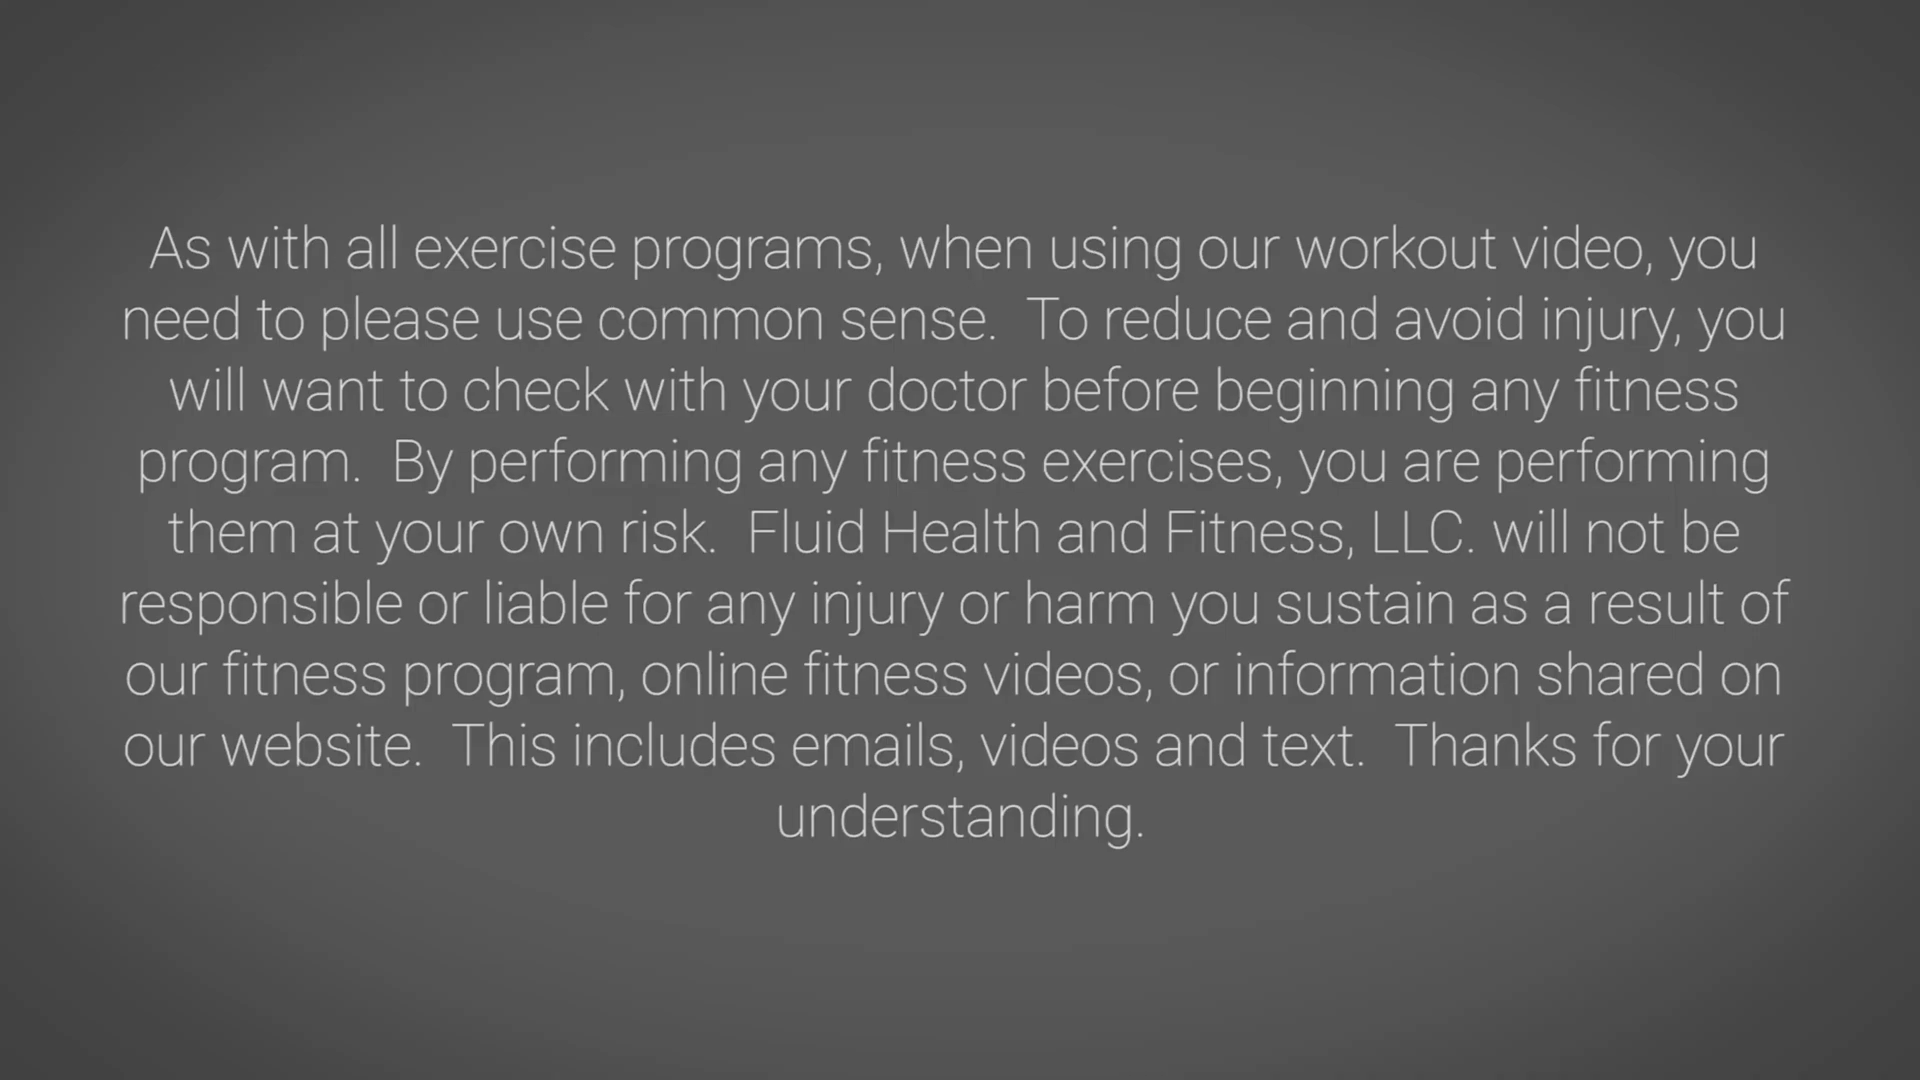 As with all exercise programs, when using our workout video, you
need to please use common sense.  To reduce and avoid injury, you
will want to check with your doctor before beginning any fitness
program.  By performing any fitness exercises, you are performing
them at your own risk.  Fluid Health and Fitness, LLC. will not be
responsible or liable for any injury or harm you sustain as a result of
our fitness program, online fitness videos, or information shared on
our website.  This includes emails, videos and text.  Thanks for your
understanding.